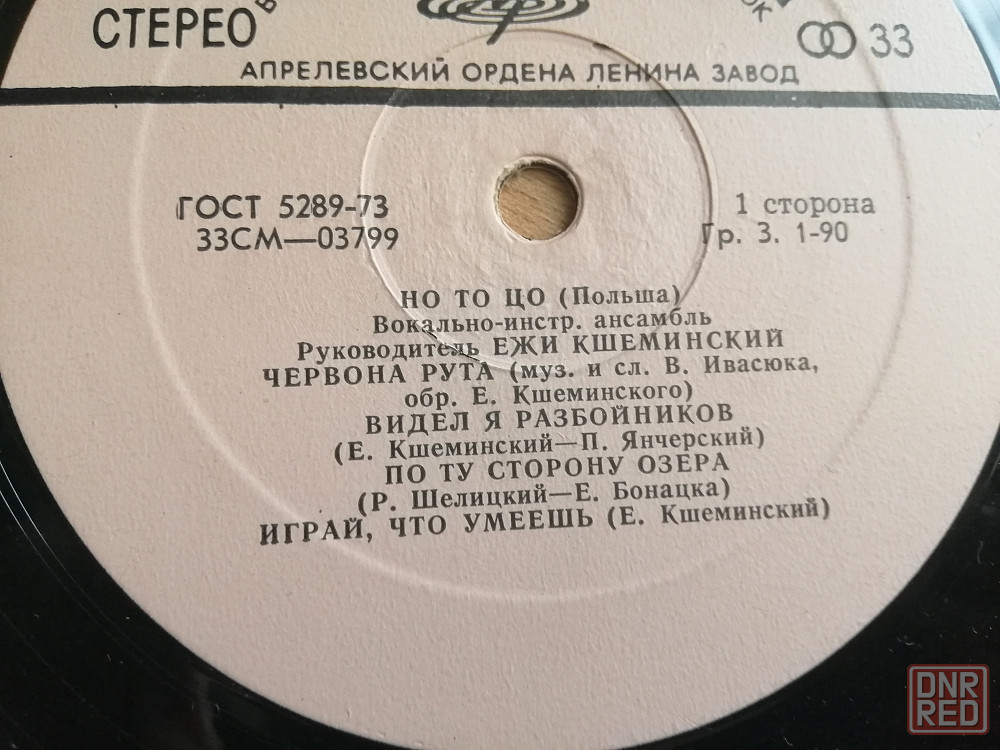 СТЕРЕО
33
АПРЕЛЕВСКИЙ ОРДЕНА ЛЕНИНА ЗАВОД
ГОСТ 5289-73
33СМ—03799
1 сторона
Гр. 3. 1-90
НО ТО ЦО (Польша)
Вокально-инстр. ансамбль
Руководитель ЕЖИ КШЕМИНСКИЙ
ЧЕРВОНА РУТА (муз. и сл. В. Ивасюка,
обр. Е. Кшеминского)
ВИДЕЛ Я РАЗБОЙНИКОВ
(Е. Кшеминский—П. Янчерский)
ПО ТУ СТОРОНУ ОЗЕРА
(Р. Шелицкий—Е. Бонацка)
ИГРАЙ, ЧТО УМЕЕШЬ (Е. Кшеминский)
DNR
RED